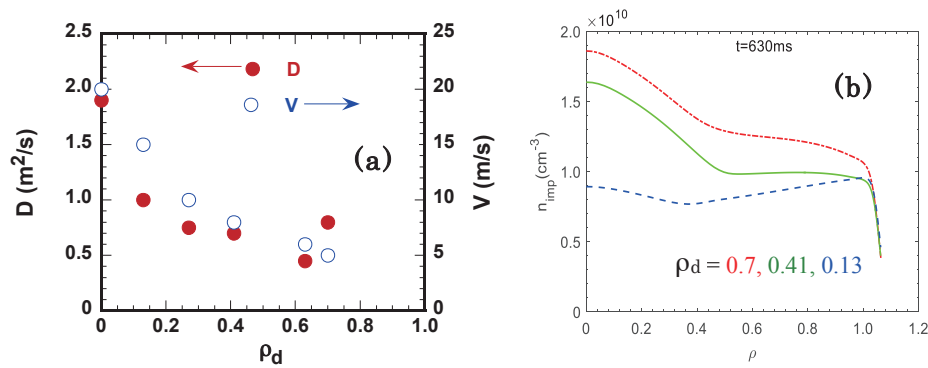 2.5
2.0
1.5
1.0
0.5
0
D (m²/s)
D
V
(a)
25
20
15
10
5
0
V (m/s)
0 0.2 0.4 0.6 0.8 1.0
ρd
×10¹⁰
2.0
1.5
1.0
0.5
0
n_imp(cm⁻³)
t=630ms
(b)
ρd = 0.7, 0.41, 0.13
0 0.2 0.4 0.6 0.8 1.0 1.2
ρ